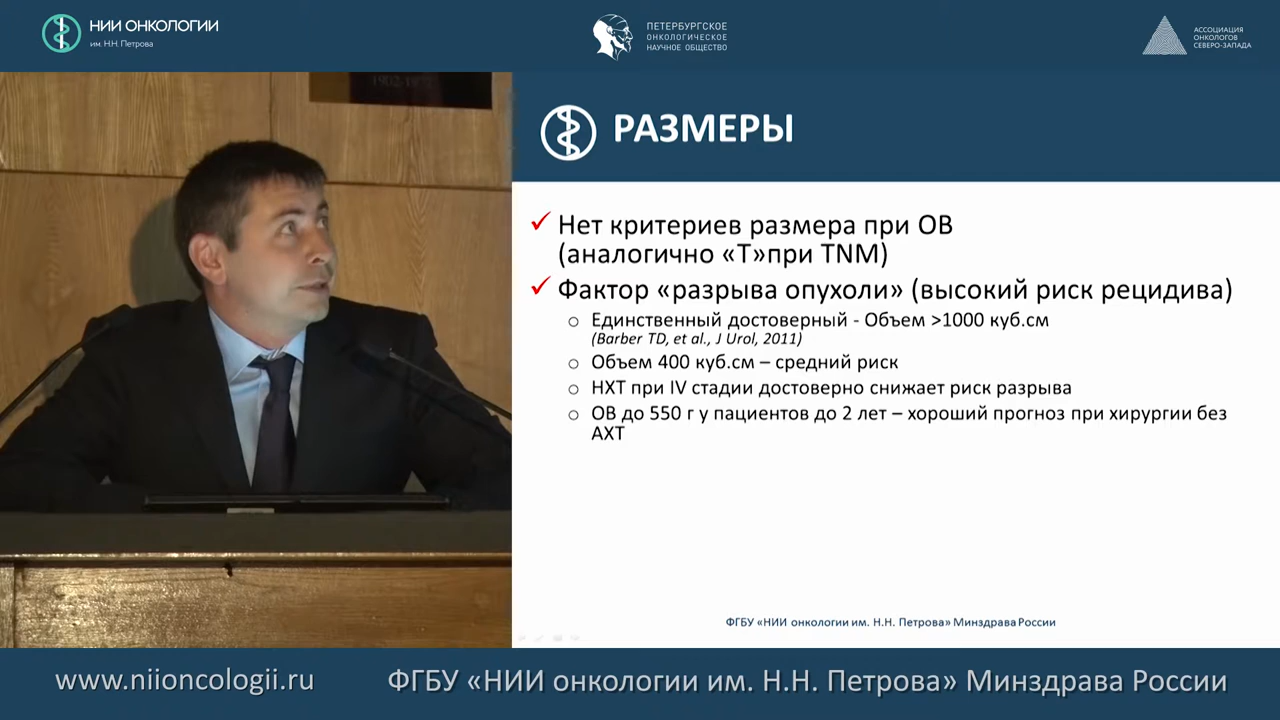 НИИ ОНКОЛОГИИ
им. Н.Н. Петрова
ПЕТЕРБУРГСКОЕ
ОНКОЛОГИЧЕСКОЕ
НАУЧНОЕ ОБЩЕСТВО
АССОЦИАЦИЯ
ОНКОЛОГОВ
СЕВЕРО-ЗАПАДА
РАЗМЕРЫ
✓ Нет критериев размера при ОВ
(аналогично «Т»при TNM)
✓ Фактор «разрыва опухоли» (высокий риск рецидива)
o Единственный достоверный - Объем >1000 куб.см
(Barber TD, et al., J Urol, 2011)
o Объем 400 куб.см – средний риск
o НХТ при IV стадии достоверно снижает риск разрыва
o ОВ до 550 г у пациентов до 2 лет – хороший прогноз при хирургии без
АХТ
ФГБУ «НИИ онкологии им. Н.Н. Петрова» Минздрава России
www.niioncologii.ru
ФГБУ «НИИ онкологии им. Н.Н. Петрова» Минздрава России